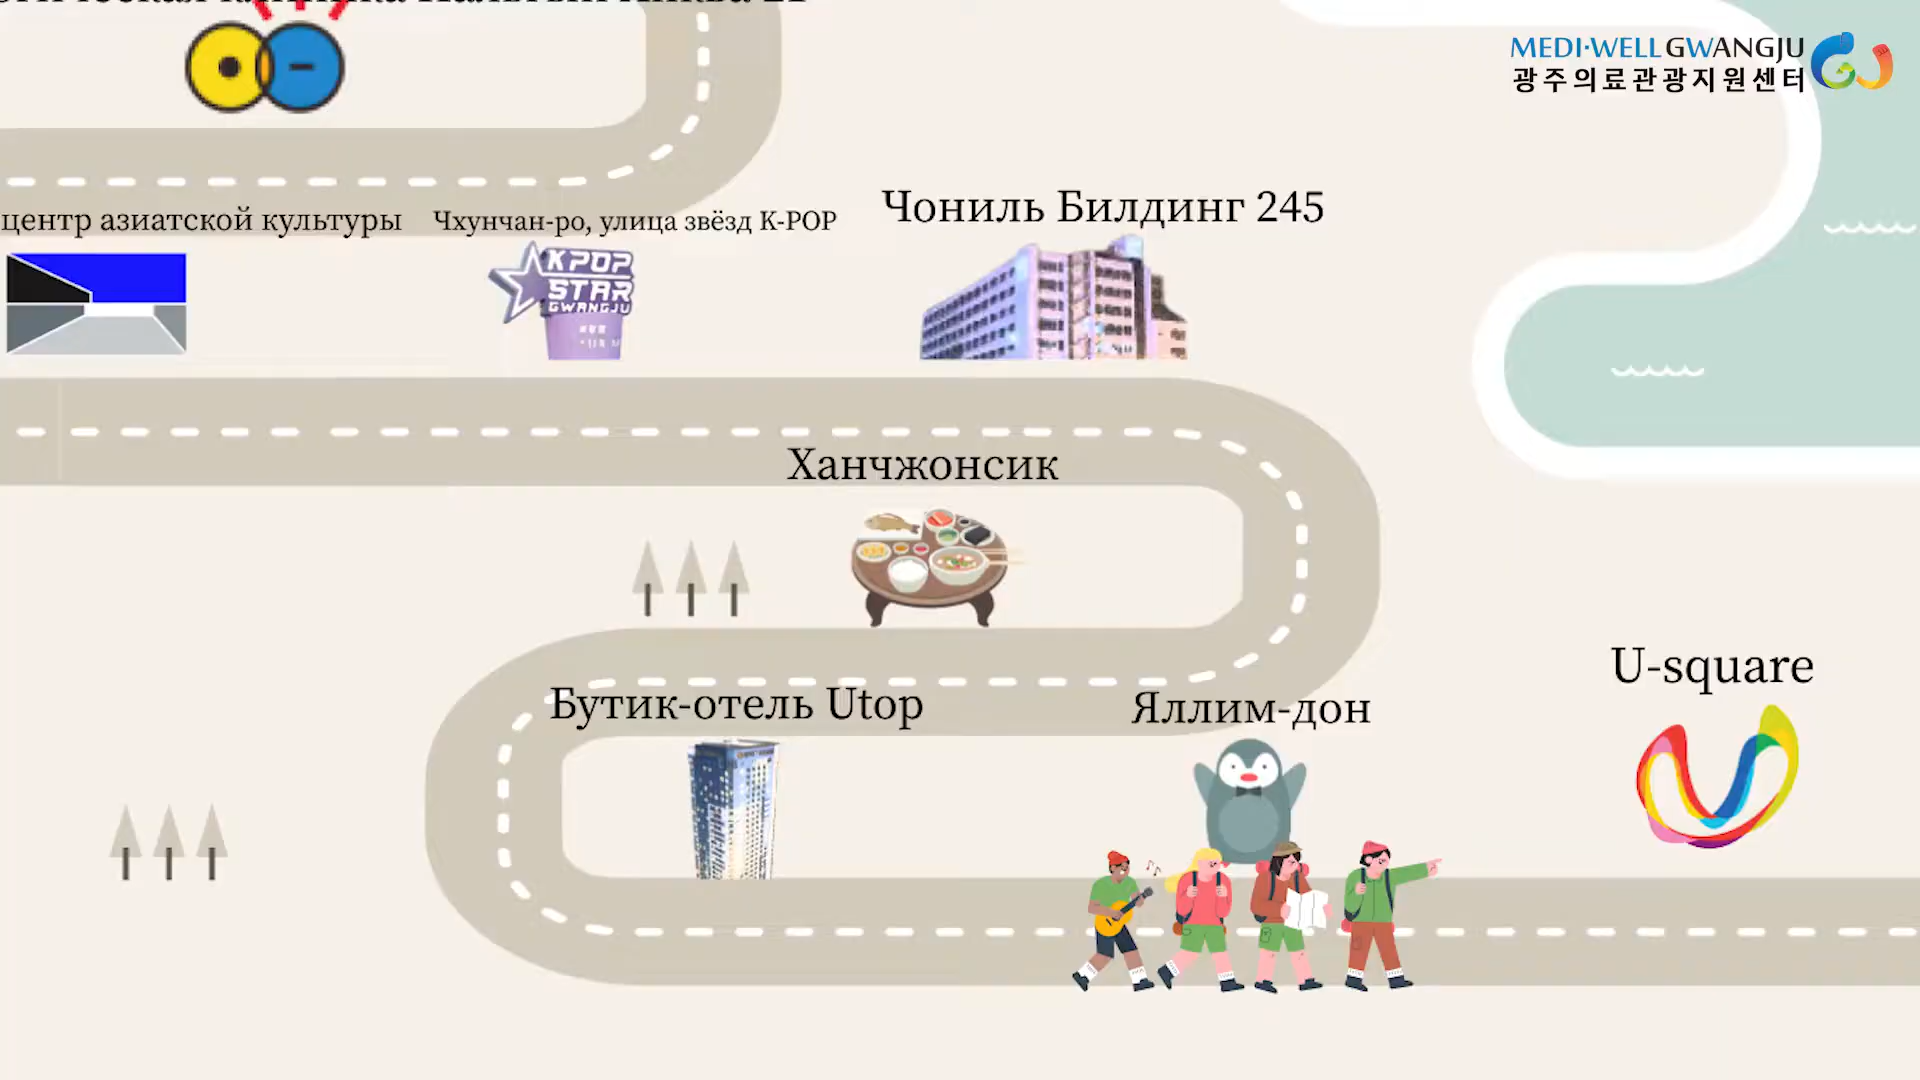 MEDI·WELL GWANGJU
광주의료관광지원센터
центр азиатской культуры
Чхунчан-ро, улица звёзд K-POP
Чониль Билдинг 245
KPOP
STAR
GWANGJU
Ханчжонсик
Бутик-отель Utop
Яллим-дон
U-square